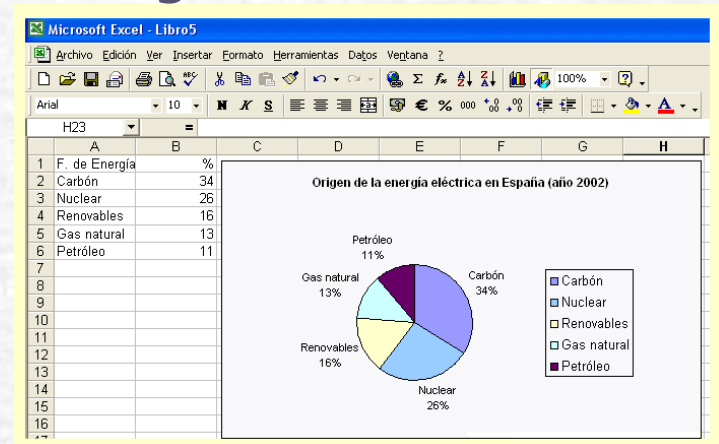 Microsoft Excel - Libro5
Archivo Edición Ver Insertar Formato Herramientas Datos Ventana ?
100%
Arial 10 N K S € % 000
H23 =
A B C D E F G H
1 F. de Energía %
2 Carbón 34
3 Nuclear 26
4 Renovables 16
5 Gas natural 13
6 Petróleo 11
7
8
9
10
11
12
13
14
15
16
Origen de la energía eléctrica en España (año 2002)
Petróleo
11%
Carbón
34%
Gas natural
13%
Renovables
16%
Nuclear
26%
Carbón
Nuclear
Renovables
Gas natural
Petróleo